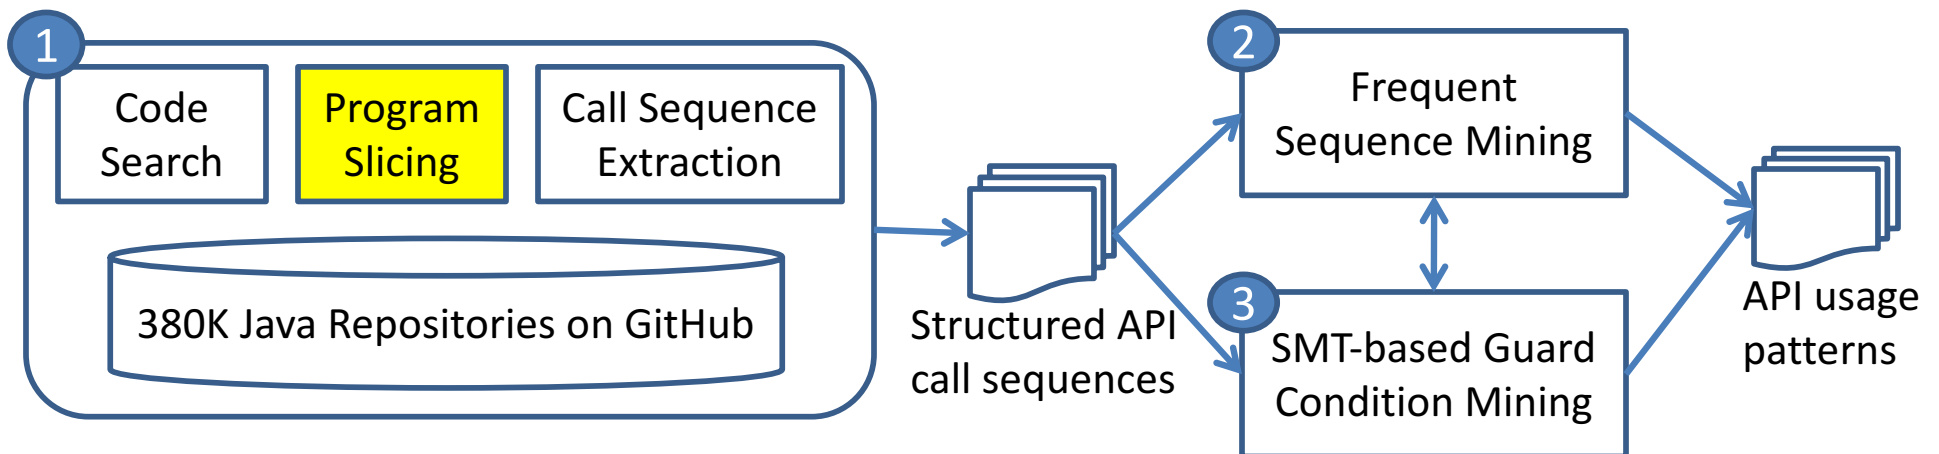 1
Code
Search
Program
Slicing
Call Sequence
Extraction
380K Java Repositories on GitHub
Structured API
call sequences
2
Frequent
Sequence Mining
3
SMT-based Guard
Condition Mining
API usage
patterns